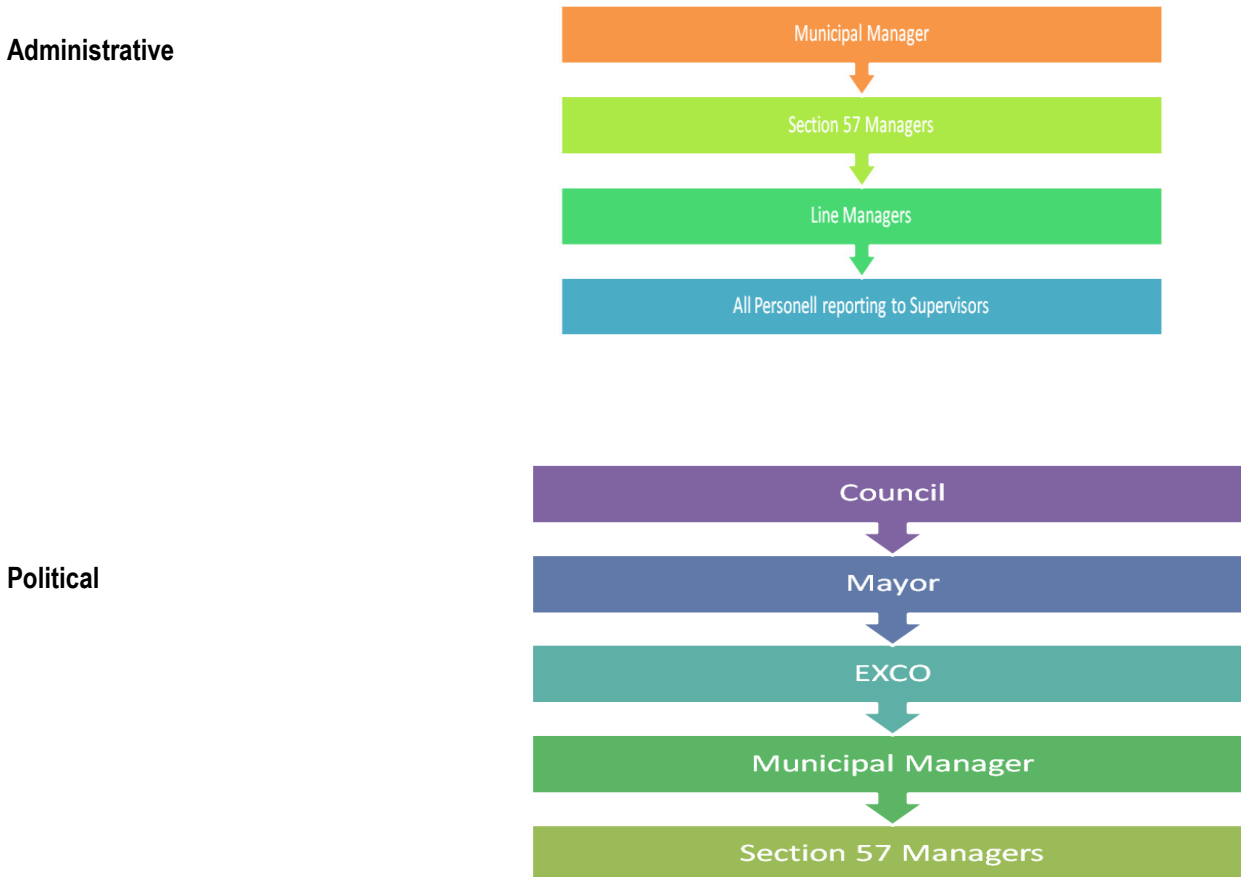 Administrative
Municipal Manager
Section 57 Managers
Line Managers
All Personell reporting to Supervisors
Political
Council
Mayor
EXCO
Municipal Manager
Section 57 Managers